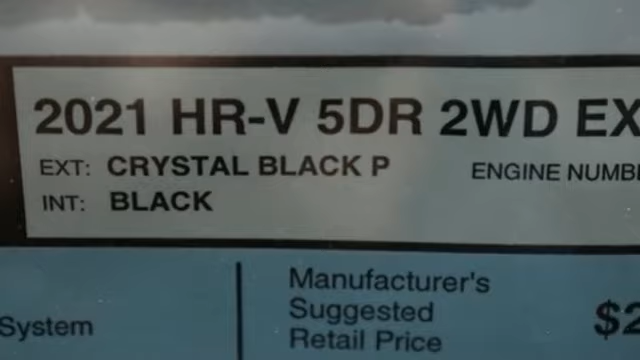 2021 HR-V 5DR 2WD EX
EXT: CRYSTAL BLACK P
ENGINE NUMB
INT: BLACK
System
Manufacturer's
Suggested
Retail Price
$2